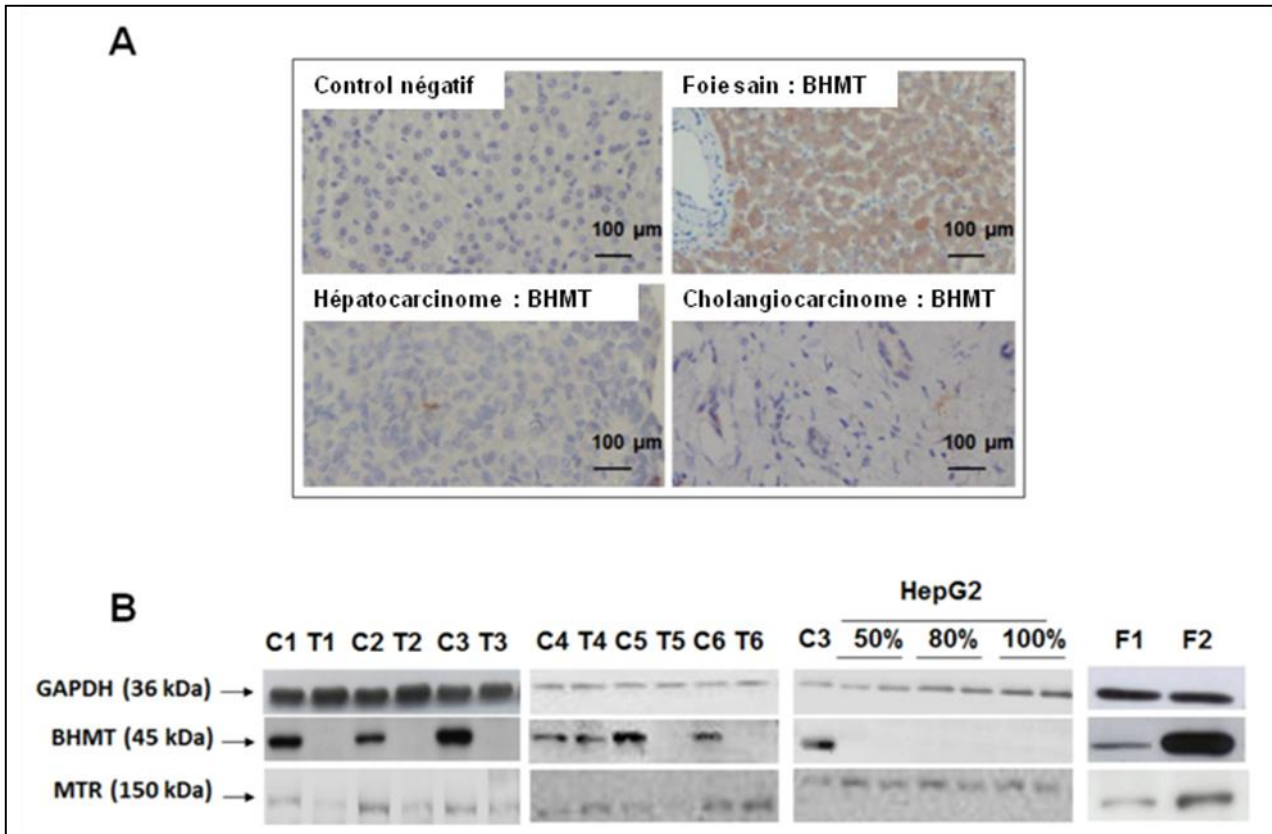 A
Control négatif
Foie sain : BHMT
100 µm
100 µm
Hépatocarcinome : BHMT
Cholangiocarcinome : BHMT
100 µm
100 µm
B
HepG2
C1 T1 C2 T2 C3 T3 C4 T4 C5 T5 C6 T6 C3 50% 80% 100% F1 F2
GAPDH (36 kDa)
BHMT (45 kDa)
MTR (150 kDa)